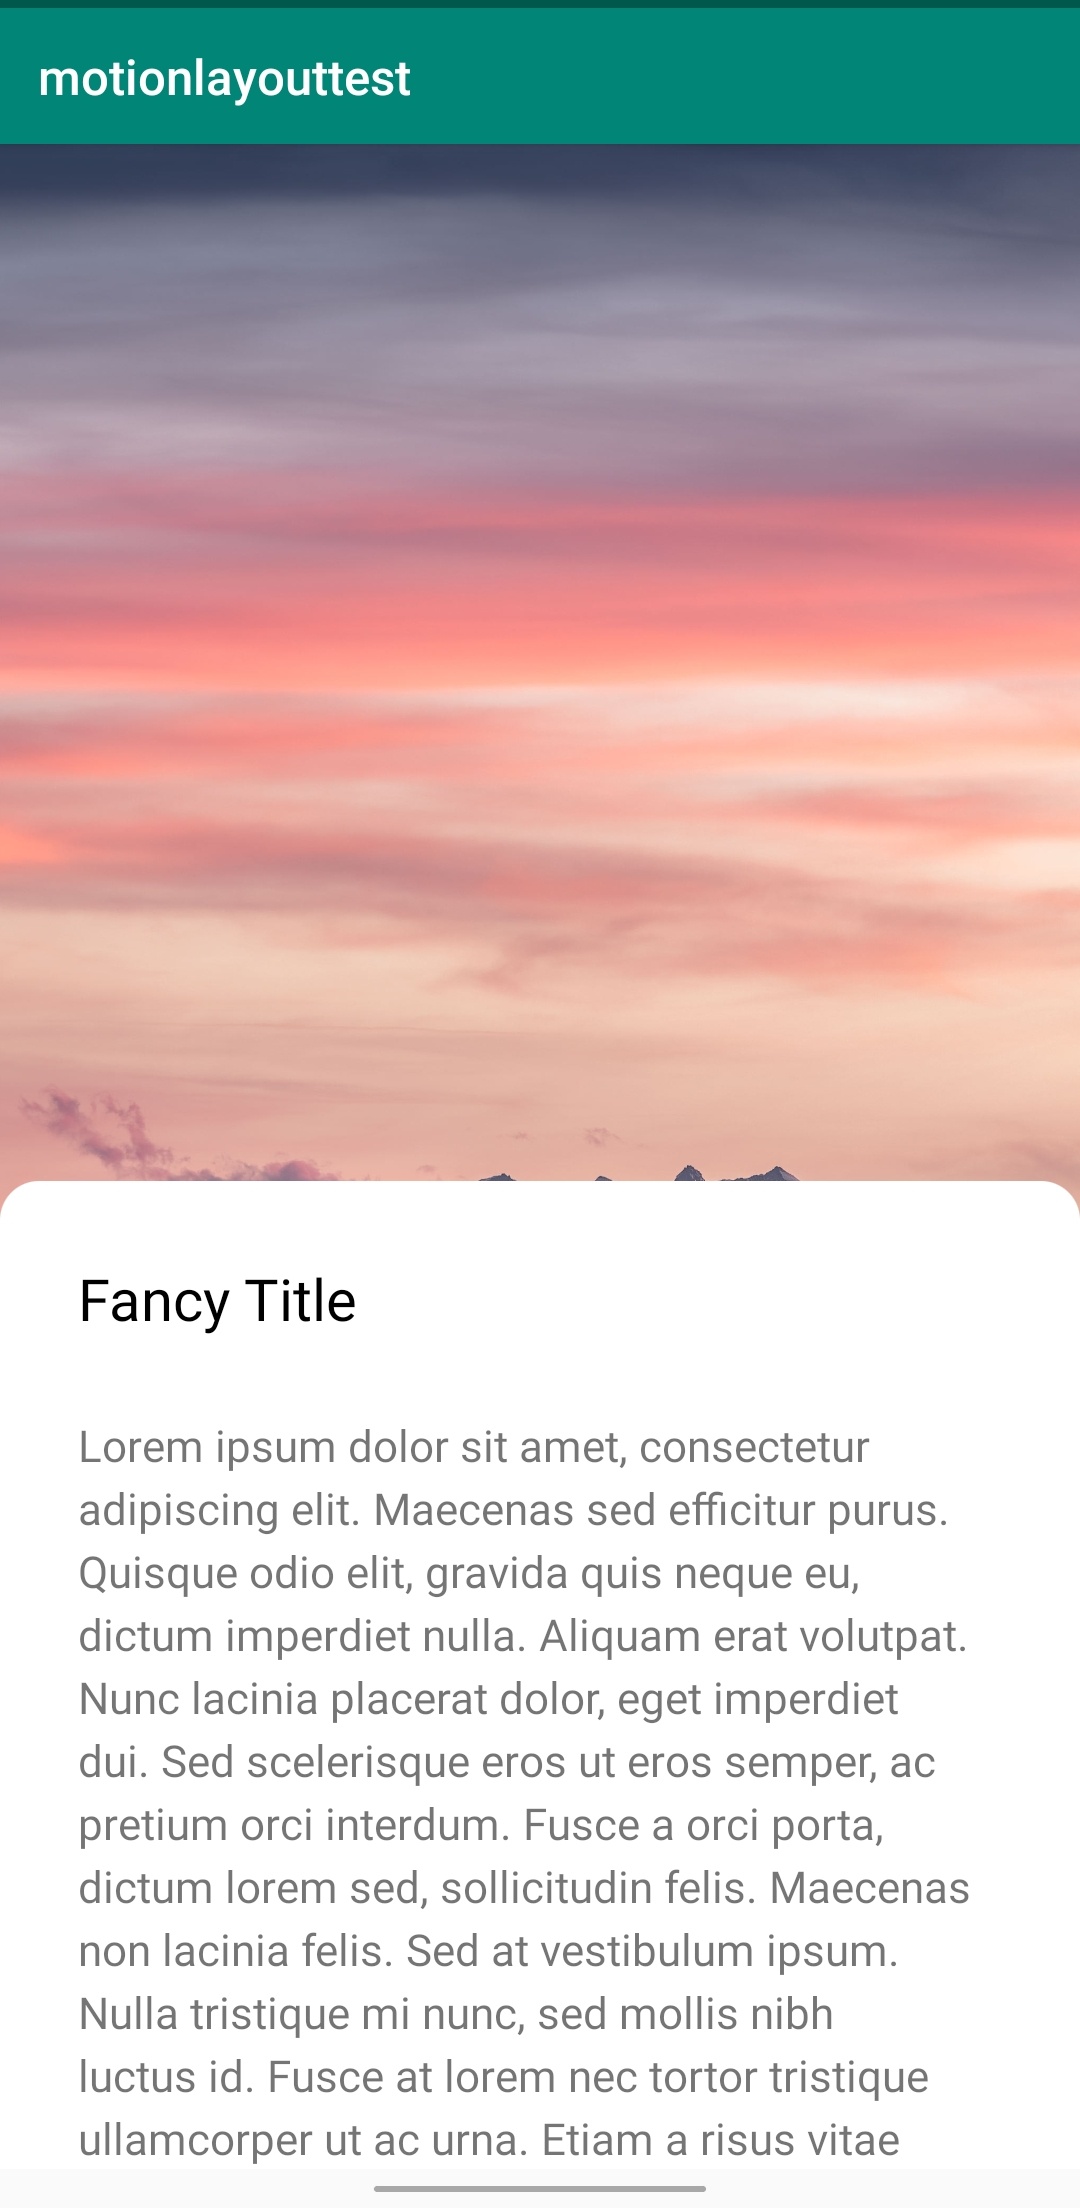 motionlayouttest
Fancy Title
Lorem ipsum dolor sit amet, consectetur
adipiscing elit. Maecenas sed efficitur purus.
Quisque odio elit, gravida quis neque eu,
dictum imperdiet nulla. Aliquam erat volutpat.
Nunc lacinia placerat dolor, eget imperdiet
dui. Sed scelerisque eros ut eros semper, ac
pretium orci interdum. Fusce a orci porta,
dictum lorem sed, sollicitudin felis. Maecenas
non lacinia felis. Sed at vestibulum ipsum.
Nulla tristique mi nunc, sed mollis nibh
luctus id. Fusce at lorem nec tortor tristique
ullamcorper ut ac urna. Etiam a risus vitae